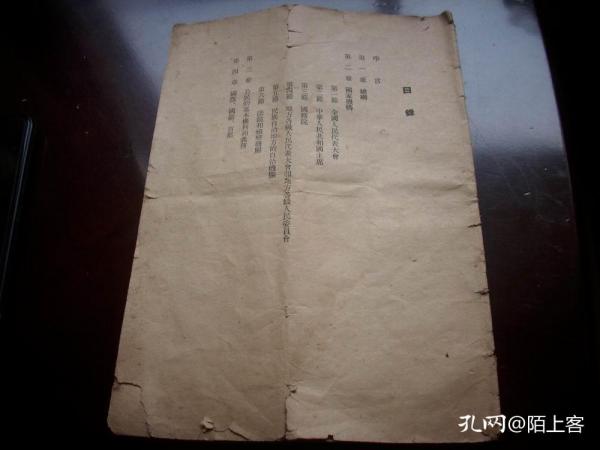 目錄
序言
第一章 總綱
第二章 國家機構
第一節 全國人民代表大會
第二節 中華人民共和國主席
第三節 國務院
第四節 地方各級人民代表大會和地方各級人民委員會
第五節 民族自治地方的自治機關
第六節 法院和檢察機關
第三章 公民的基本權利和義務
第四章 國旗、國徽、首都
孔网@陌上客